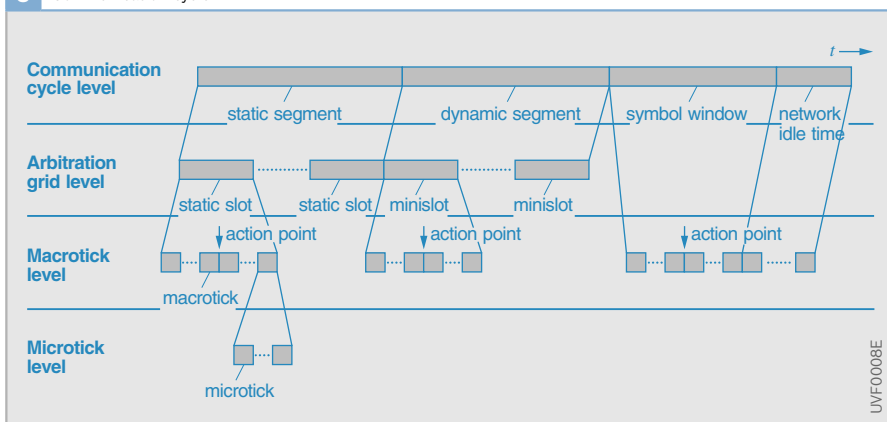 t
Communication
cycle level
static segment
dynamic segment
symbol window
network
idle time
Arbitration
grid level
static slot
static slot
minislot
minislot
action point
action point
action point
Macrotick
level
macrotick
Microtick
level
microtick
UVF0008E